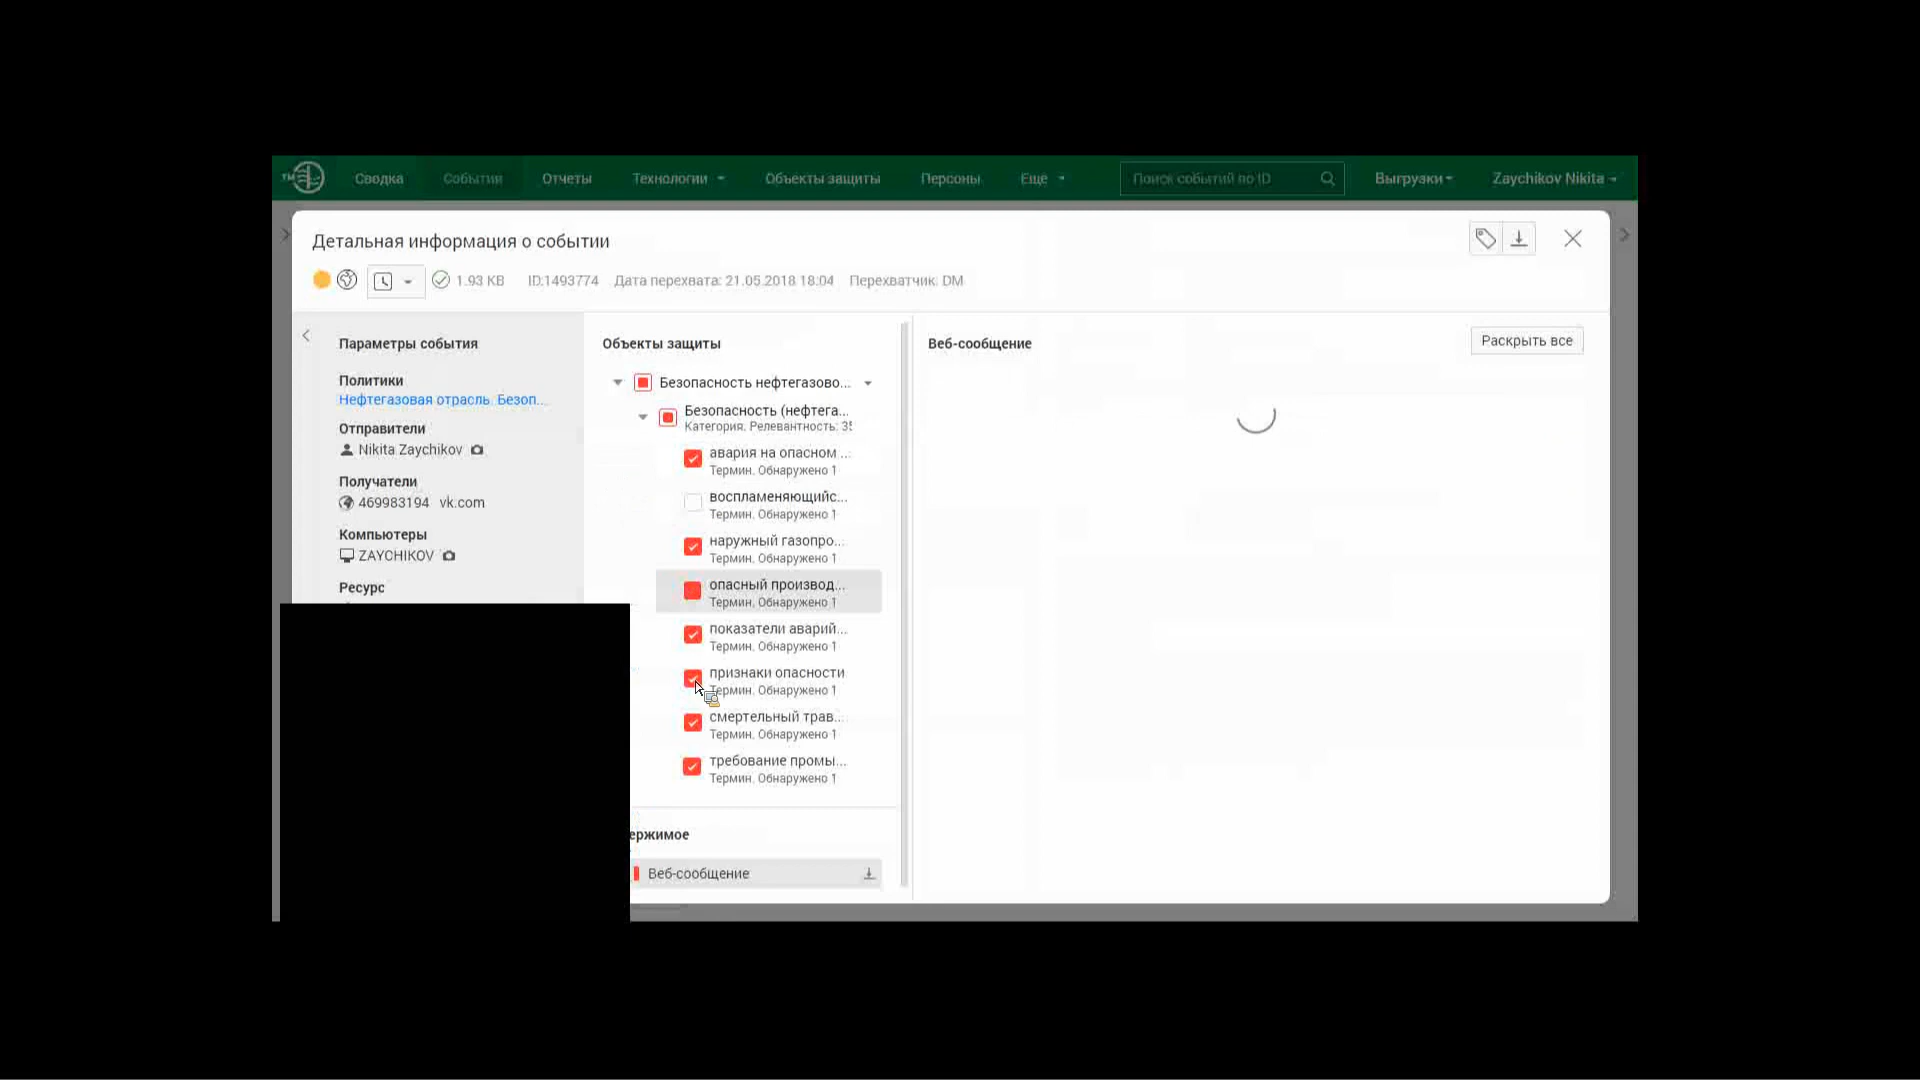 TM
Сводка События Отчеты Технологии Объекты защиты Персоны Еще Поиск событий по ID Выгрузки Zaychikov Nikita
Детальная информация о событии
1.93 KB ID:1493774 Дата перехвата: 21.05.2018 18:04 Перехватчик: DM
Параметры события
Политики
Нефтегазовая отрасль. Безоп...
Отправители
Nikita Zaychikov
Получатели
469983194 vk.com
Компьютеры
ZAYCHIKOV
Ресурс
Объекты защиты
Безопасность нефтегазово...
Безопасность (нефтега...
Категория. Релевантность: 35
авария на опасном ...
Термин. Обнаружено 1
воспламеняющийс...
Термин. Обнаружено 1
наружный газопро...
Термин. Обнаружено 1
опасный производ...
Термин. Обнаружено 1
показатели аварий...
Термин. Обнаружено 1
признаки опасности
Термин. Обнаружено 1
смертельный трав...
Термин. Обнаружено 1
требование промы...
Термин. Обнаружено 1
ержимое
Веб-сообщение
Веб-сообщение
Раскрыть все